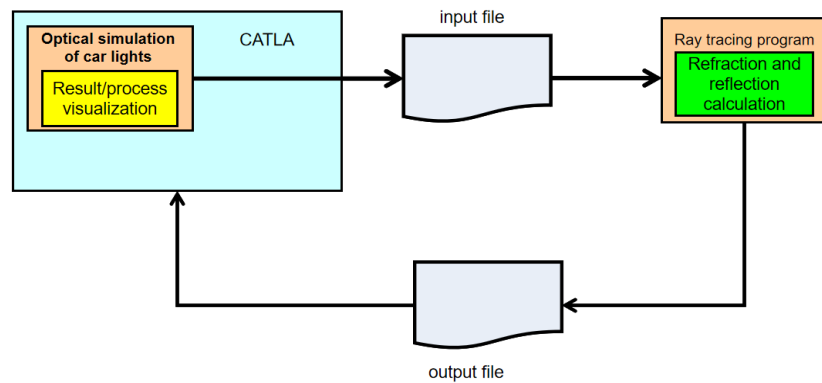 input file
Optical simulation
of car lights
CATLA
Result/process
visualization
Ray tracing program
Refraction and
reflection
calculation
output file